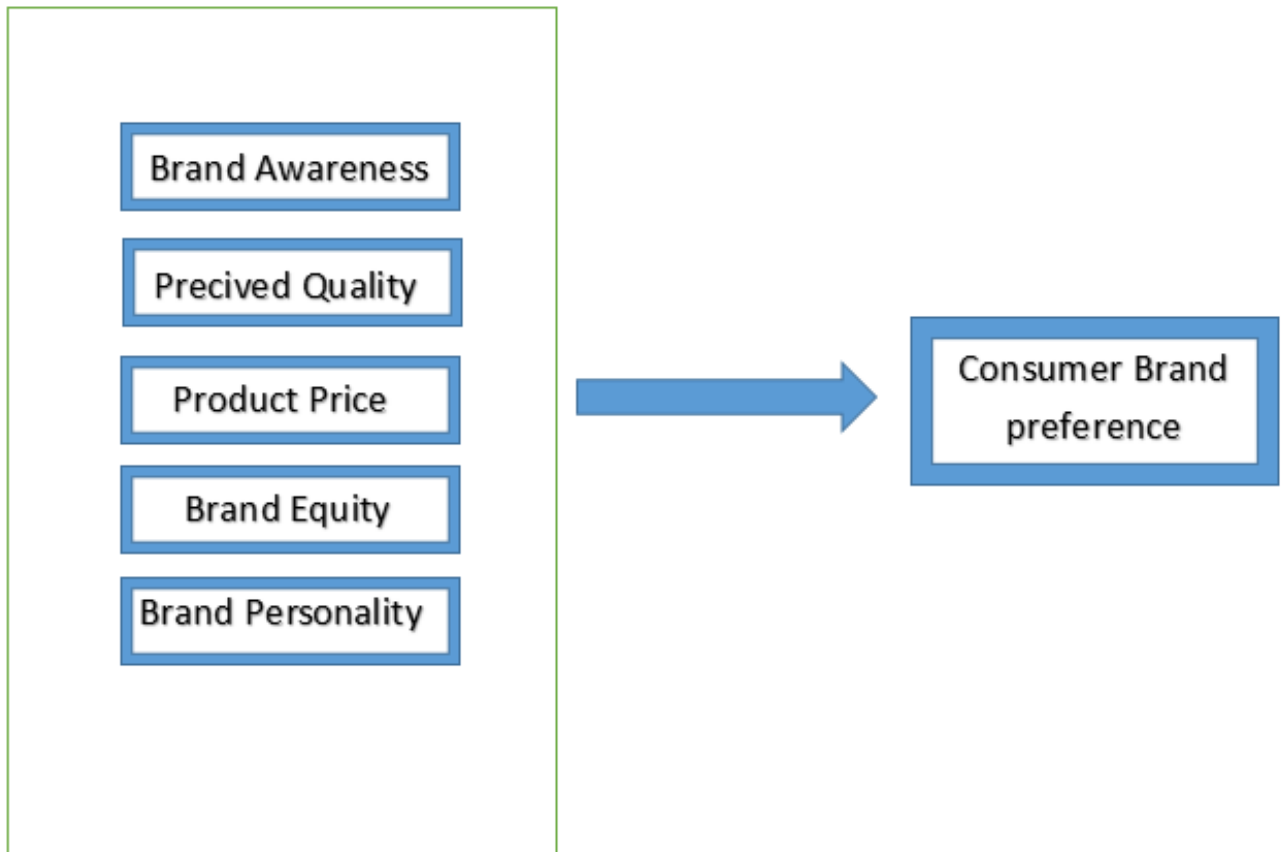 Brand Awareness
Precived Quality
Product Price
Brand Equity
Brand Personality
Consumer Brand
preference